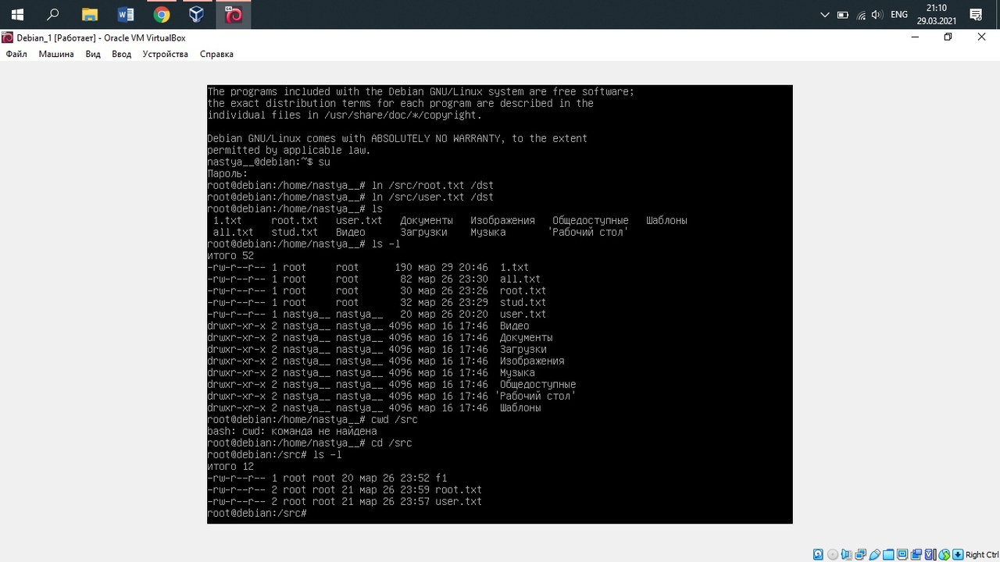 21:10
ENG
29.03.2021
Debian_1 [Работает] - Oracle VM VirtualBox
Файл Машина Вид Ввод Устройства Справка
The programs included with the Debian GNU/Linux system are free software;
the exact distribution terms for each program are described in the
individual files in /usr/share/doc/*/copyright.
Debian GNU/Linux comes with ABSOLUTELY NO WARRANTY, to the extent
permitted by applicable law.
nastya__@debian:~$ su
Пароль:
root@debian:/home/nastya__# ln /src/root.txt /dst
root@debian:/home/nastya__# ln /src/user.txt /dst
root@debian:/home/nastya__# ls
1.txt root.txt user.txt Документы Изображения Общедоступные Шаблоны
all.txt stud.txt Видео Загрузки Музыка 'Рабочий стол'
root@debian:/home/nastya__# ls -l
итого 52
-rw-r--r-- 1 root root 190 мар 29 20:46 1.txt
-rw-r--r-- 1 root root 82 мар 26 23:30 all.txt
-rw-r--r-- 1 root root 30 мар 26 23:26 root.txt
-rw-r--r-- 1 root root 32 мар 26 23:29 stud.txt
-rw-r--r-- 1 nastya__ nastya__ 20 мар 26 20:20 user.txt
drwxr-xr-x 2 nastya__ nastya__ 4096 мар 16 17:46 Видео
drwxr-xr-x 2 nastya__ nastya__ 4096 мар 16 17:46 Документы
drwxr-xr-x 2 nastya__ nastya__ 4096 мар 16 17:46 Загрузки
drwxr-xr-x 2 nastya__ nastya__ 4096 мар 16 17:46 Изображения
drwxr-xr-x 2 nastya__ nastya__ 4096 мар 16 17:46 Музыка
drwxr-xr-x 2 nastya__ nastya__ 4096 мар 16 17:46 Общедоступные
drwxr-xr-x 2 nastya__ nastya__ 4096 мар 16 17:46 'Рабочий стол'
drwxr-xr-x 2 nastya__ nastya__ 4096 мар 16 17:46 Шаблоны
root@debian:/home/nastya__# cwd /src
bash: cwd: команда не найдена
root@debian:/home/nastya__# cd /src
root@debian:/src# ls -l
итого 12
-rw-r--r-- 1 root root 20 мар 26 23:52 f1
-rw-r--r-- 2 root root 21 мар 26 23:59 root.txt
-rw-r--r-- 2 root root 21 мар 26 23:57 user.txt
root@debian:/src#
Right Ctrl